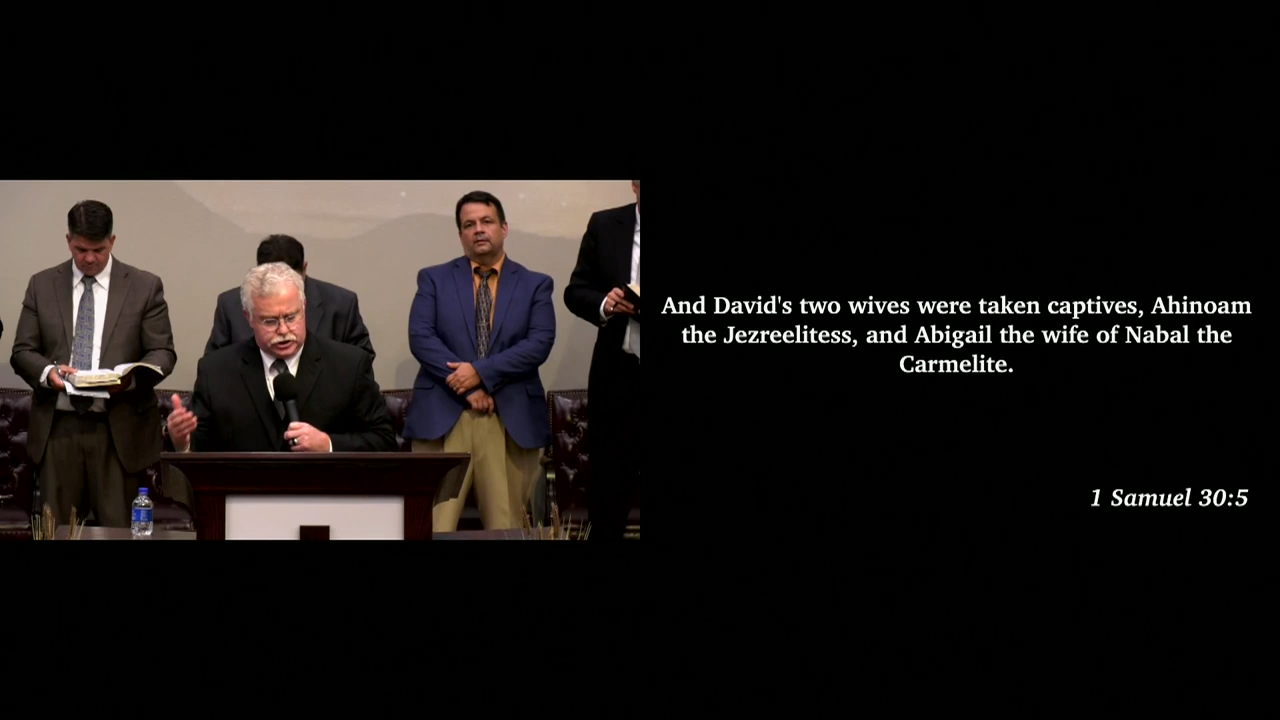 And David's two wives were taken captives, Ahinoam
the Jezreelitess, and Abigail the wife of Nabal the
Carmelite.
1 Samuel 30:5